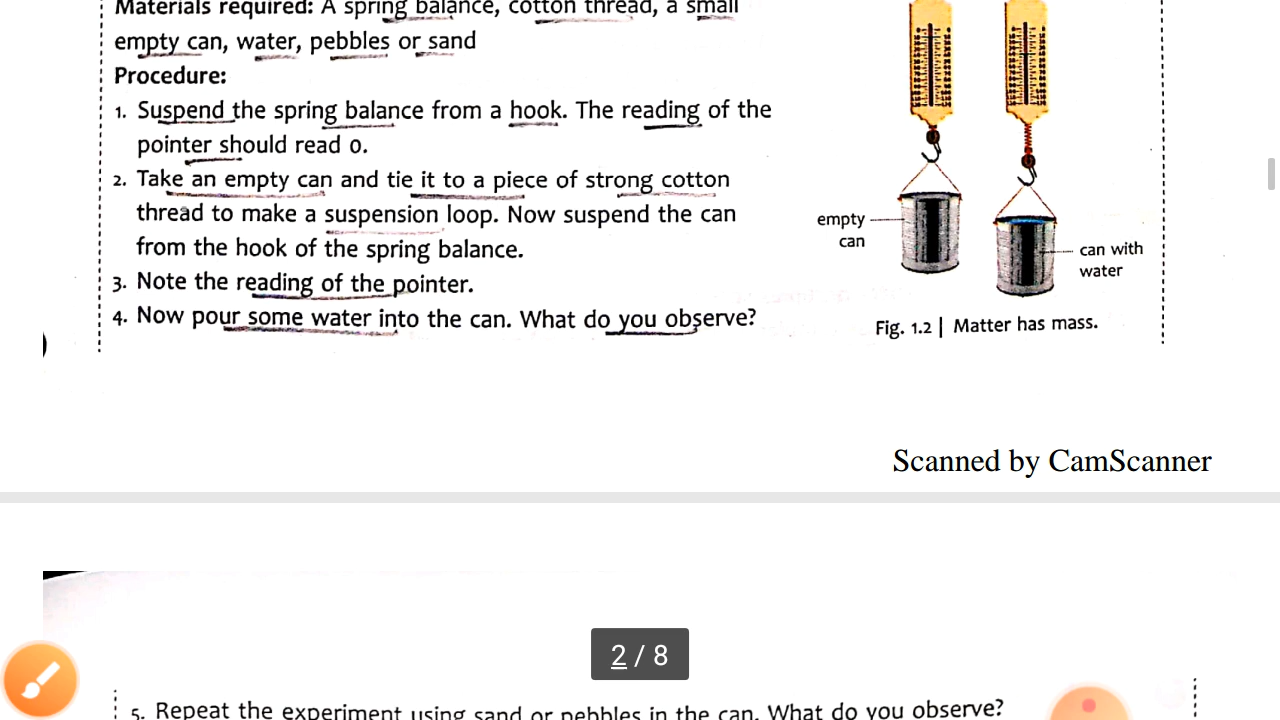 Materials required: A spring balance, cotton thread, a small
empty can, water, pebbles or sand
Procedure:
1. Suspend the spring balance from a hook. The reading of the
pointer should read 0.
2. Take an empty can and tie it to a piece of strong cotton
thread to make a suspension loop. Now suspend the can
from the hook of the spring balance.
3. Note the reading of the pointer.
4. Now pour some water into the can. What do you observe?
empty
can
can with
water
Fig. 1.2 | Matter has mass.
Scanned by CamScanner
2 / 8
5. Repeat the experiment using sand or pebbles in the can. What do you observe?